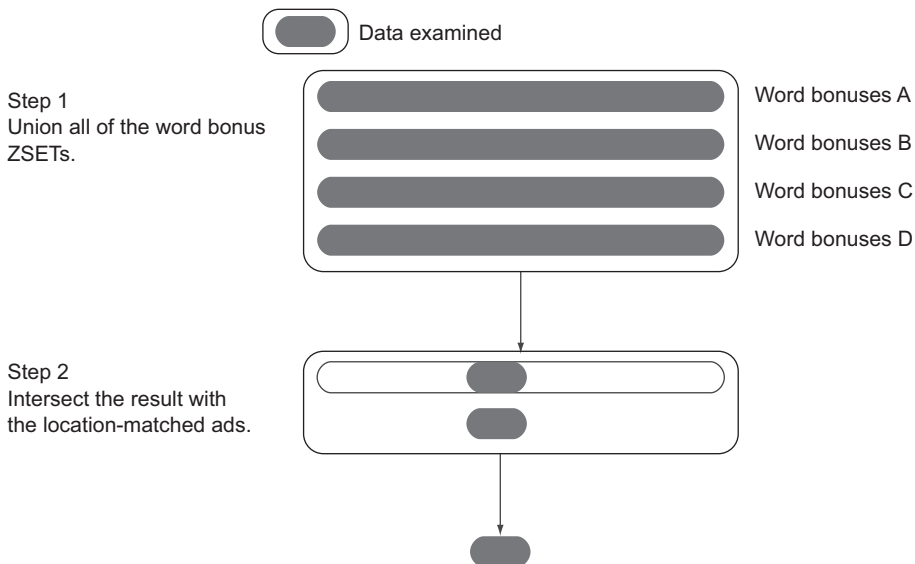 Data examined
Step 1
Union all of the word bonus
ZSETs.
Word bonuses A
Word bonuses B
Word bonuses C
Word bonuses D
Step 2
Intersect the result with
the location-matched ads.